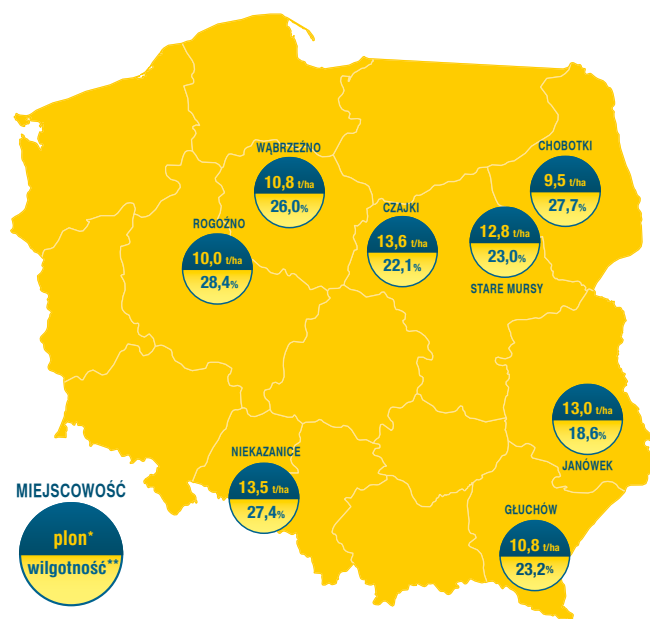 WĄBRZEŹNO
10,8 t/ha
26,0%
CHOBOTKI
9,5 t/ha
27,7%
ROGOŹNO
10,0 t/ha
28,4%
CZAJKI
13,6 t/ha
22,1%
12,8 t/ha
23,0%
STARE MURSY
13,0 t/ha
18,6%
JANÓWEK
NIEKAZANICE
13,5 t/ha
27,4%
GŁUCHÓW
10,8 t/ha
23,2%
MIEJSCOWOŚĆ
plon*
wilgotność**